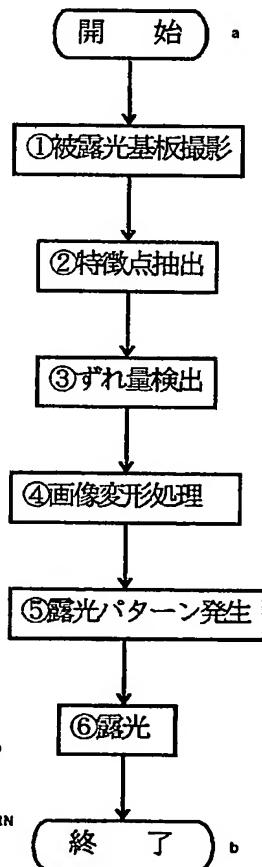 開 始 a
①被露光基板撮影
②特徴点抽出
③ずれ量検出
④画像変形処理
⑤露光パターン発生
⑥露光
RN
終 了 b